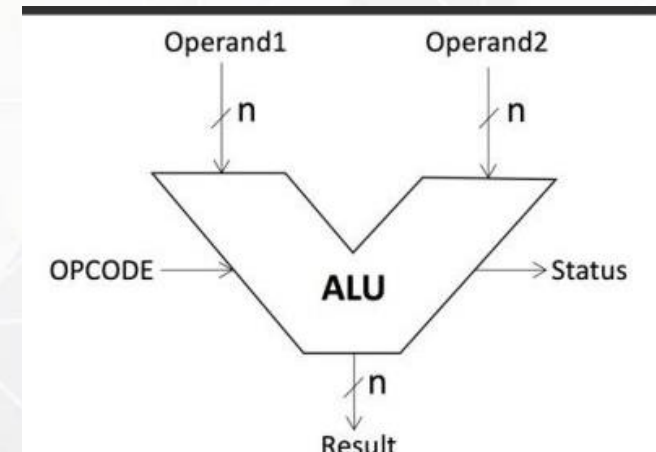 Operand1 Operand2
n n
OPCODE ALU Status
n
Result